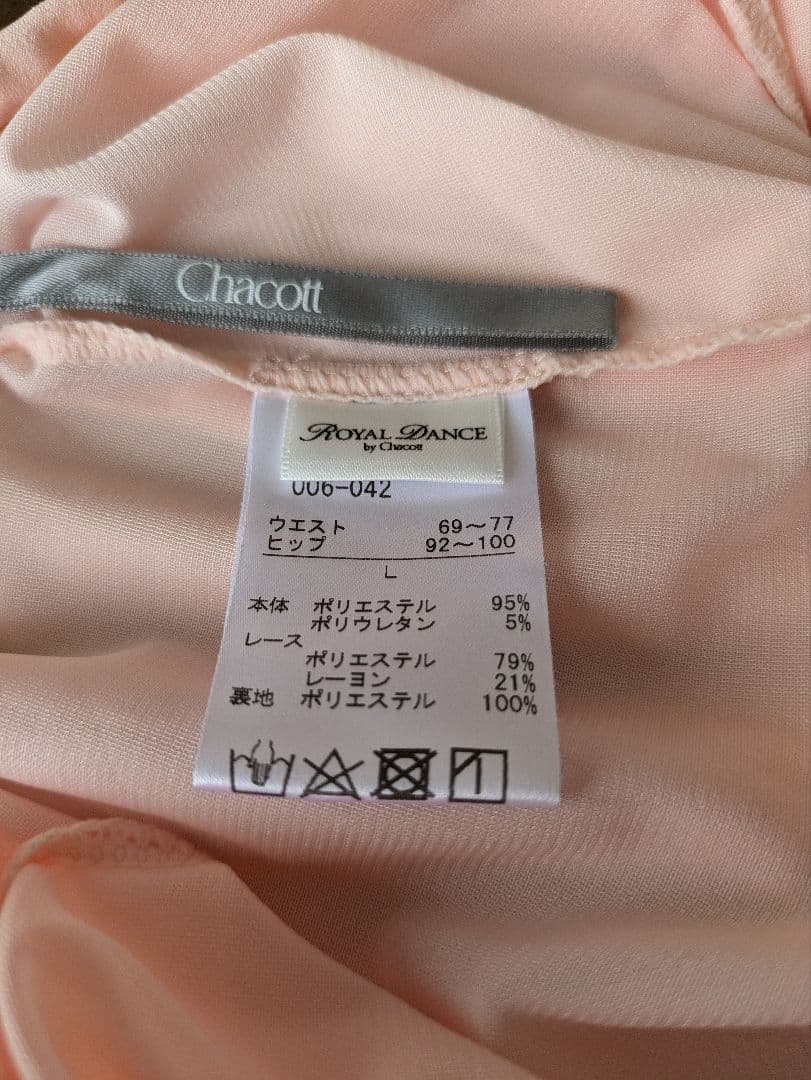 Chacott
ROYAL DANCE
by Chacott
006-042
ウエスト 69～77
ヒップ 92～100
L
本体 ポリエステル 95%
ポリウレタン 5%
レース
ポリエステル 79%
レーヨン 21%
裏地 ポリエステル 100%